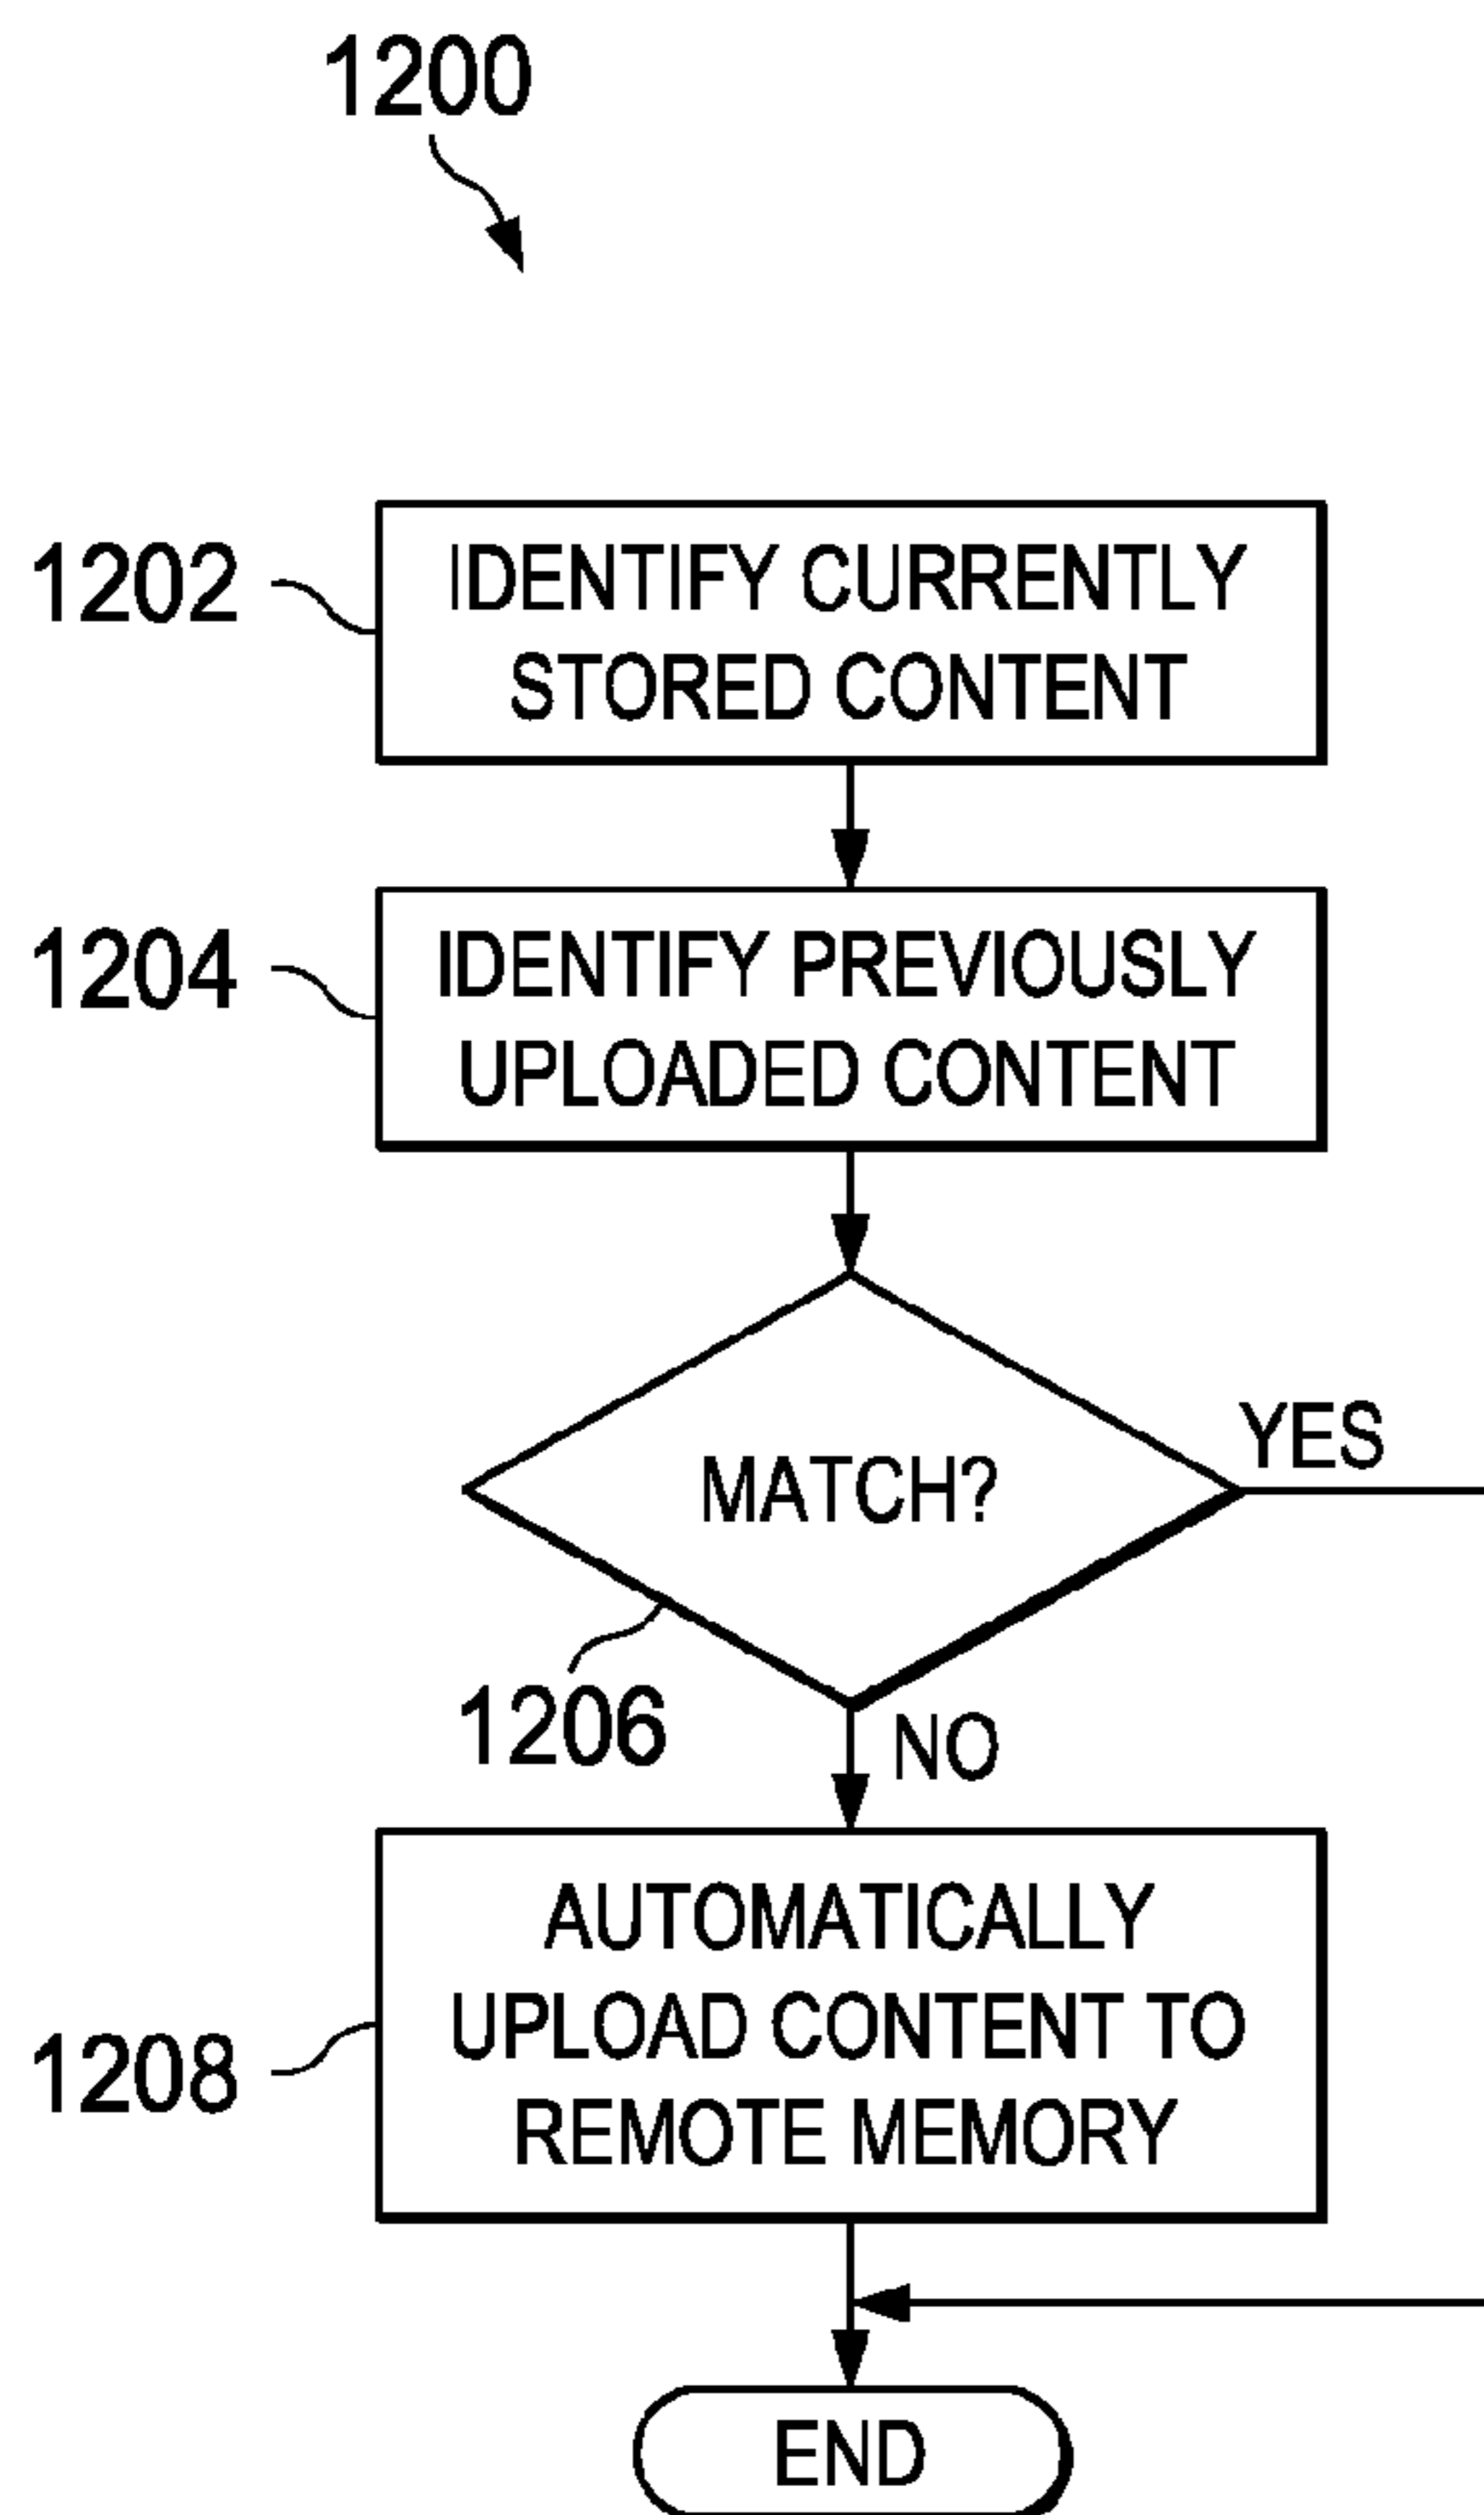 1200
1202
IDENTIFY CURRENTLY
STORED CONTENT
1204
IDENTIFY PREVIOUSLY
UPLOADED CONTENT
MATCH?
YES
1206
NO
1208
AUTOMATICALLY
UPLOAD CONTENT TO
REMOTE MEMORY
END